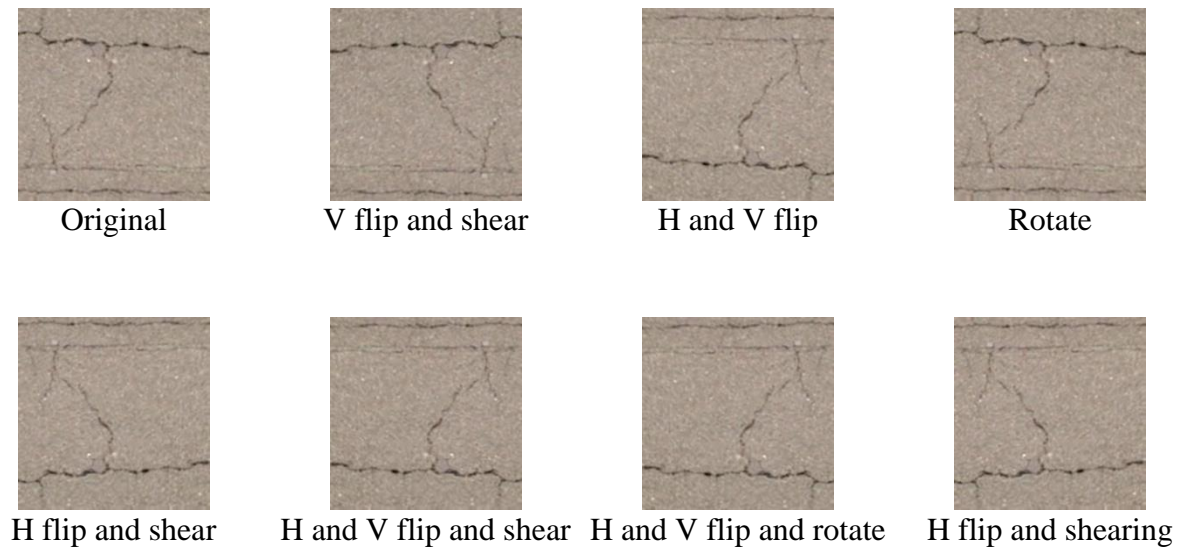 Original
V flip and shear
H and V flip
Rotate
H flip and shear
H and V flip and shear
H and V flip and rotate
H flip and shearing